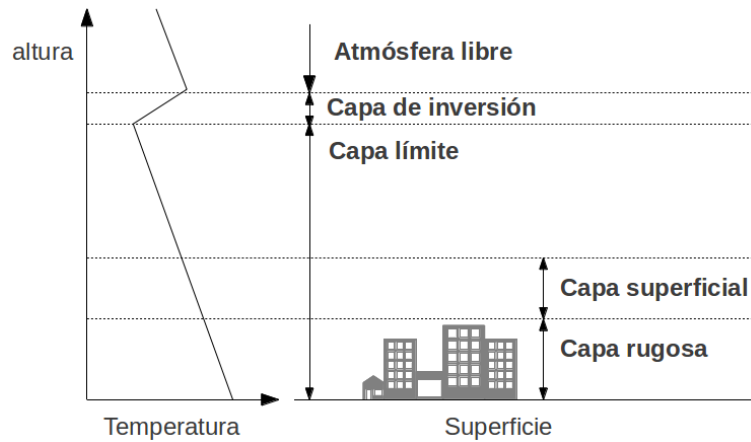 altura
Atmósfera libre
Capa de inversión
Capa límite
Capa superficial
Capa rugosa
Temperatura
Superficie